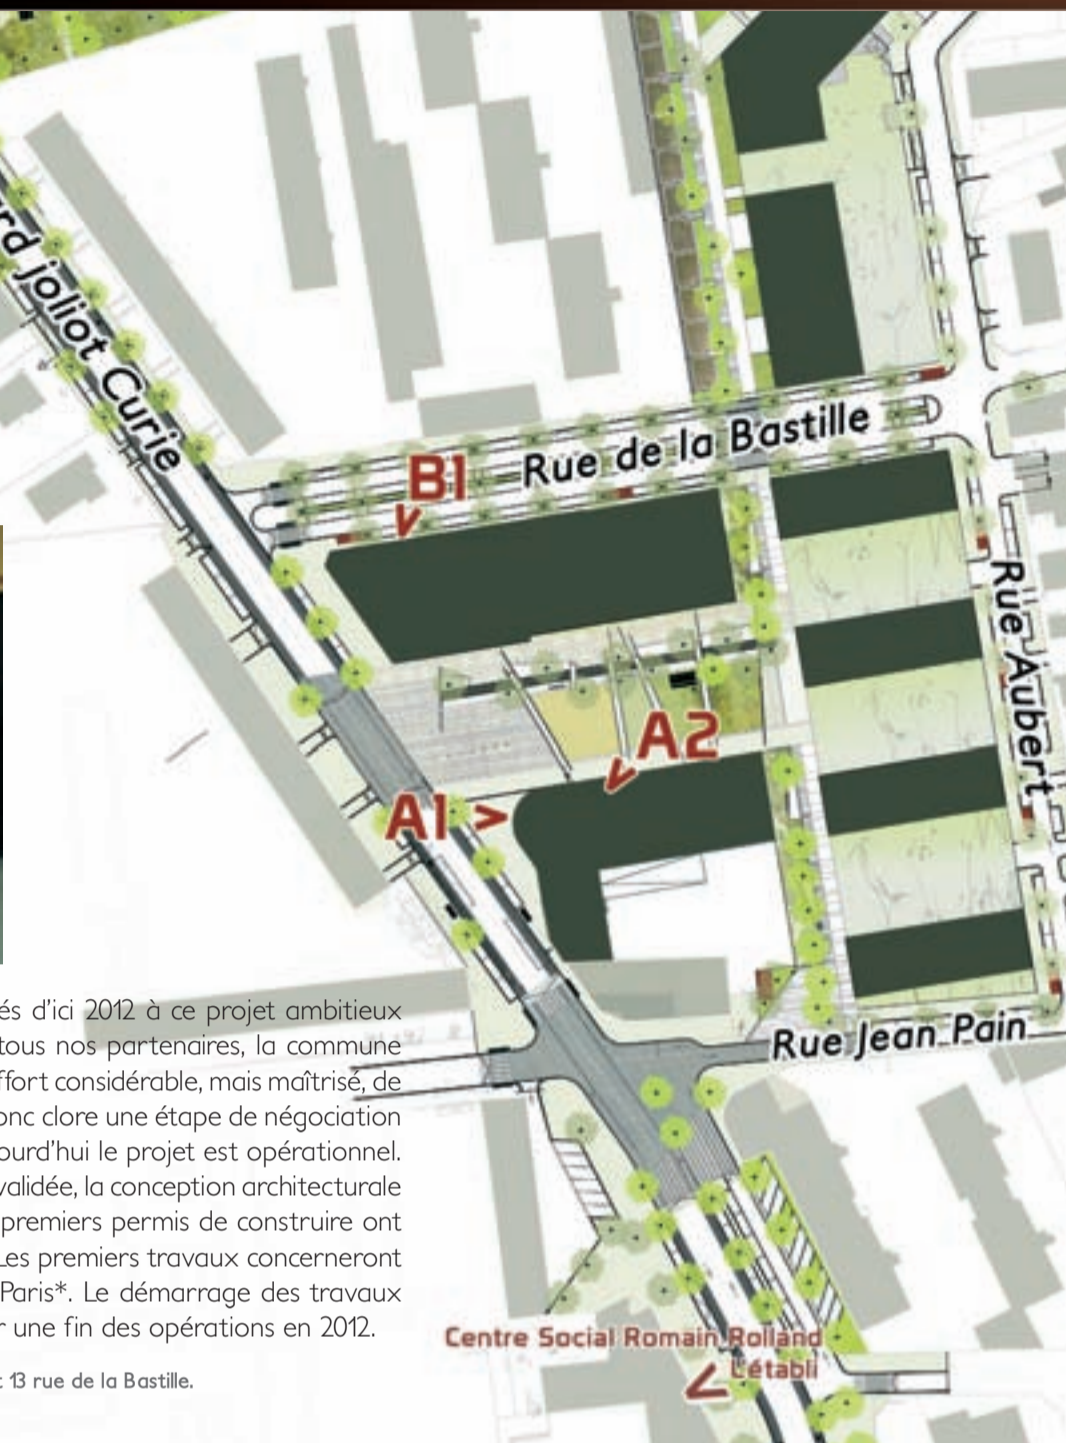 rd joliot Curie
B1
Rue de la Bastille
Rue Aubert
A2
A1 >
Rue Jean Pain
és d'ici 2012 à ce projet ambitieux
tous nos partenaires, la commune
ffort considérable, mais maîtrisé, de
onc clore une étape de négociation
ourd'hui le projet est opérationnel.
validée, la conception architecturale
premiers permis de construire ont
Les premiers travaux concerneront
Paris*. Le démarrage des travaux
r une fin des opérations en 2012.
13 rue de la Bastille.
Centre Social Romain Rolland
L'établi